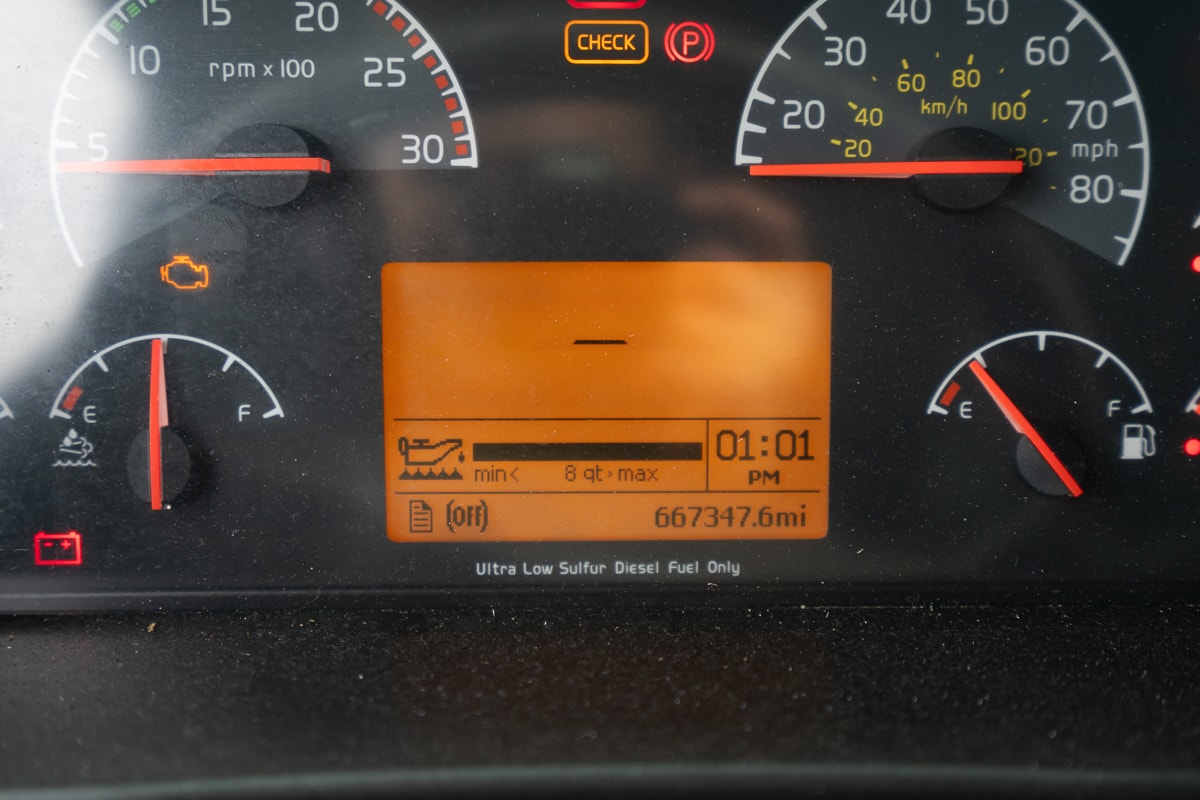 15
20
10
rpm x 100
25
5
30
CHECK
P
40
50
30
60
60
80
km/h
20
40
100
70
20
20
mph
80
E
F
E
F
min< 8 qt > max
01:01
PM
(Off)
667347.6mi
- +
Ultra Low Sulfur Diesel Fuel Only